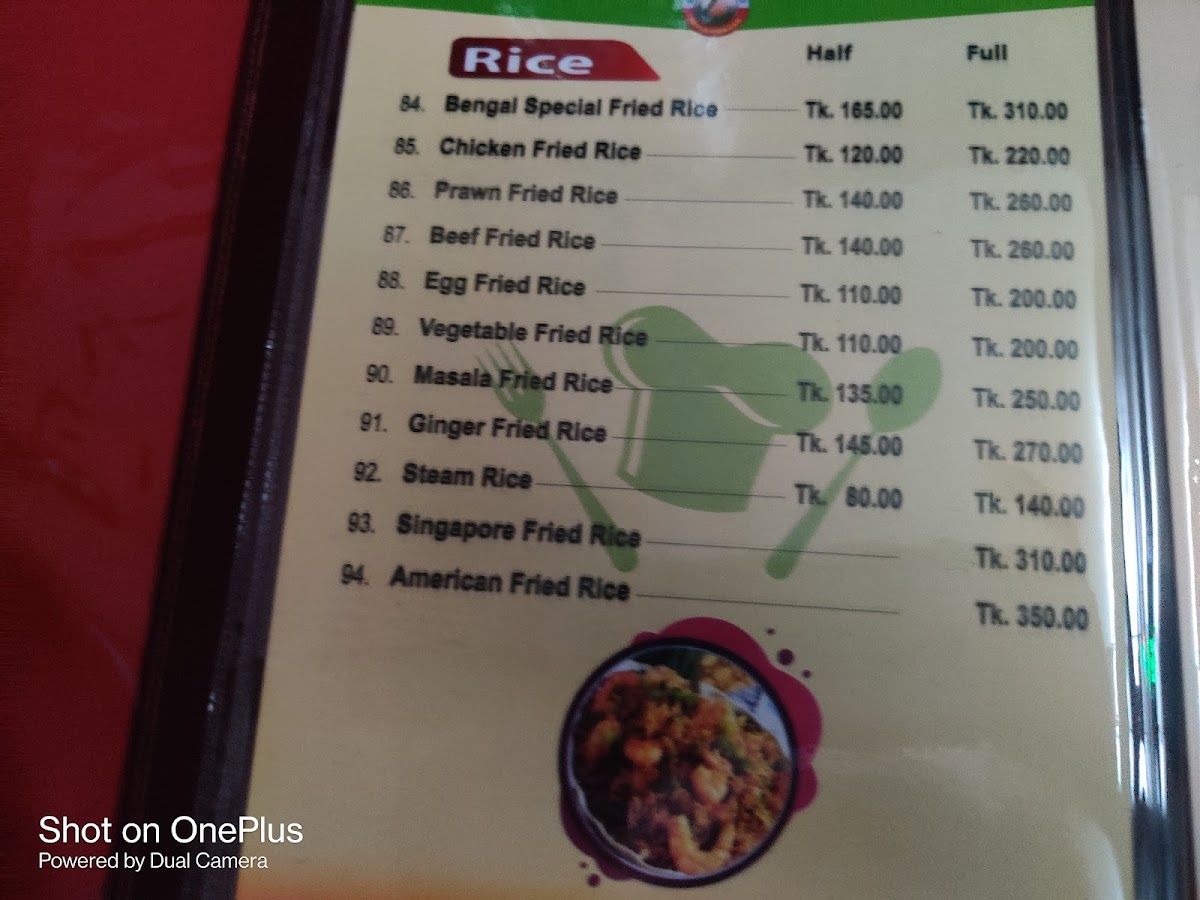 Rice Half Full
84. Bengal Special Fried Rice Tk. 165.00 Tk. 310.00
85. Chicken Fried Rice Tk. 120.00 Tk. 220.00
86. Prawn Fried Rice Tk. 140.00 Tk. 260.00
87. Beef Fried Rice Tk. 140.00 Tk. 260.00
88. Egg Fried Rice Tk. 110.00 Tk. 200.00
89. Vegetable Fried Rice Tk. 110.00 Tk. 200.00
90. Masala Fried Rice Tk. 135.00 Tk. 250.00
91. Ginger Fried Rice Tk. 145.00 Tk. 270.00
92. Steam Rice Tk. 80.00 Tk. 140.00
93. Singapore Fried Rice Tk. 310.00
94. American Fried Rice Tk. 350.00
Shot on OnePlus
Powered by Dual Camera